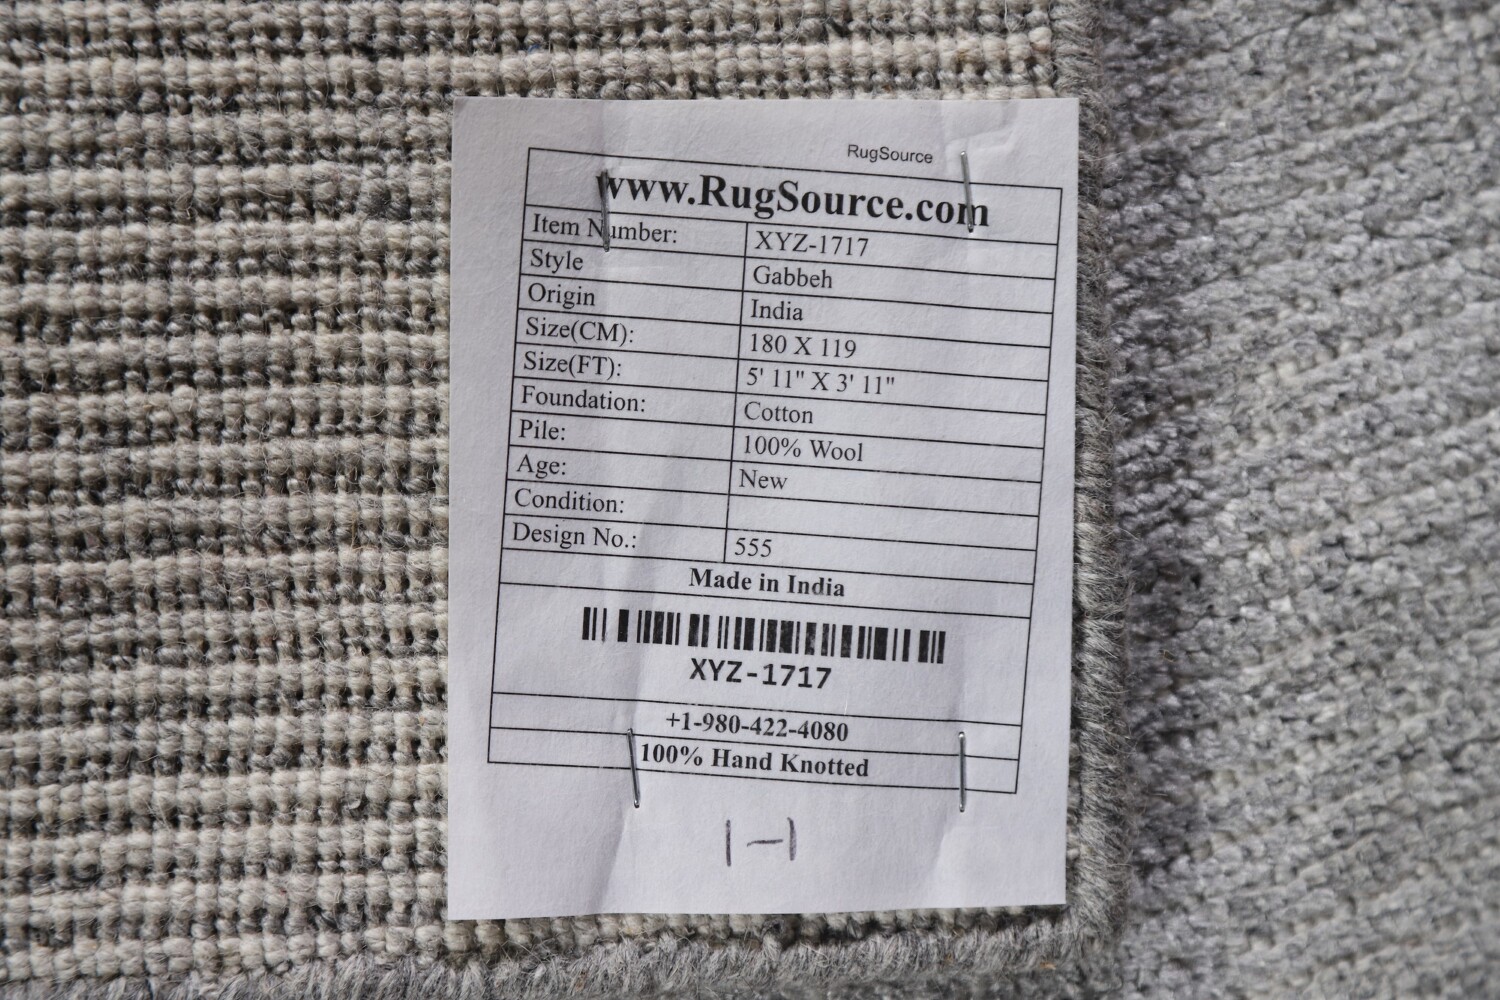 RugSource
www.RugSource.com
Item Number: XYZ-1717
Style Gabbeh
Origin India
Size(CM): 180 X 119
Size(FT): 5' 11" X 3' 11"
Foundation: Cotton
Pile: 100% Wool
Age: New
Condition:
Design No.: 555
Made in India
XYZ-1717
+1-980-422-4080
100% Hand Knotted
1-1